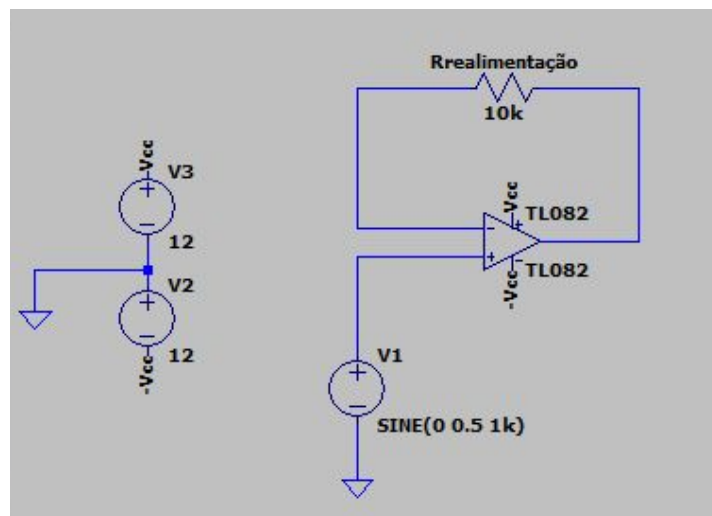 Rrealimentação
10k
Vcc
V3
12
V2
12
-Vcc
Vcc
TL082
TL082
-Vcc
V1
SINE(0 0.5 1k)